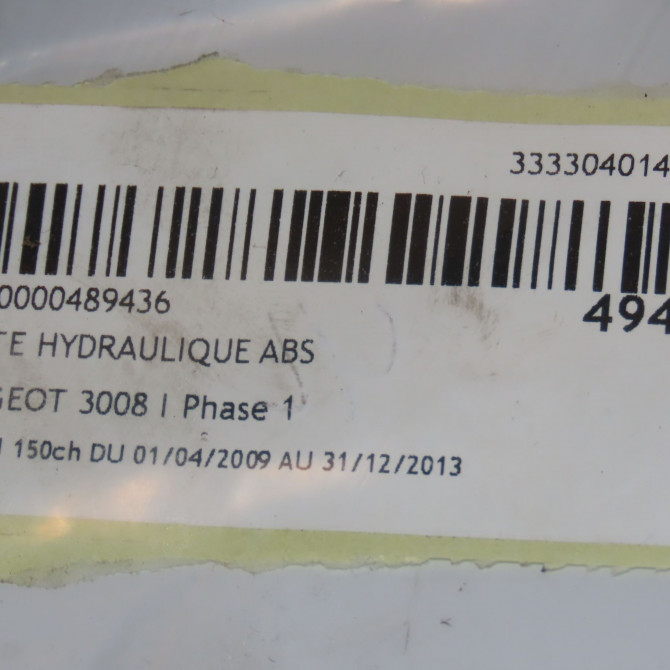 333304014
0000489436
494
TE HYDRAULIQUE ABS
GEOT 3008 I Phase 1
150ch DU 01/04/2009 AU 31/12/2013